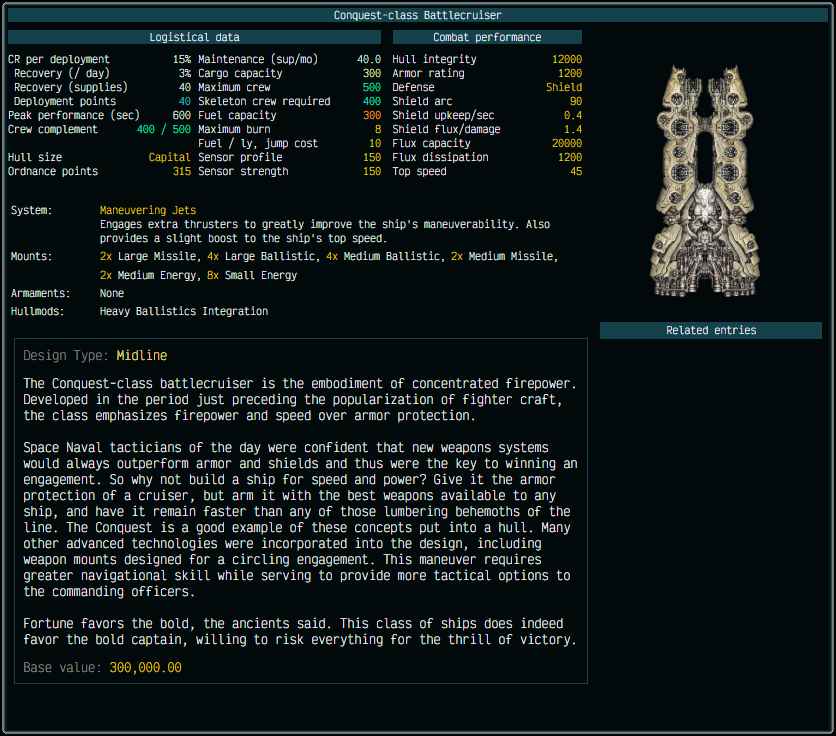 Conquest-class Battlecruiser
Logistical data
CR per deployment 15%
Recovery (/ day) 3%
Recovery (supplies) 40
Deployment points 40
Peak performance (sec) 600
Crew complement 400 / 500
Hull size Capital
Ordnance points 315
Maintenance (sup/mo) 40.0
Cargo capacity 300
Maximum crew 500
Skeleton crew required 400
Fuel capacity 300
Maximum burn 8
Fuel / ly, jump cost 10
Sensor profile 150
Sensor strength 150
Combat performance
Hull integrity 12000
Armor rating 1200
Defense Shield
Shield arc 90
Shield upkeep/sec 0.4
Shield flux/damage 1.4
Flux capacity 20000
Flux dissipation 1200
Top speed 45
System: Maneuvering Jets
Engages extra thrusters to greatly improve the ship's maneuverability. Also
provides a slight boost to the ship's top speed.
Mounts: 2x Large Missile, 4x Large Ballistic, 4x Medium Ballistic, 2x Medium Missile,
2x Medium Energy, 8x Small Energy
Armaments: None
Hullmods: Heavy Ballistics Integration
Related entries
Design Type: Midline
The Conquest-class battlecruiser is the embodiment of concentrated firepower.
Developed in the period just preceding the popularization of fighter craft,
the class emphasizes firepower and speed over armor protection.
Space Naval tacticians of the day were confident that new weapons systems
would always outperform armor and shields and thus were the key to winning an
engagement. So why not build a ship for speed and power? Give it the armor
protection of a cruiser, but arm it with the best weapons available to any
ship, and have it remain faster than any of those lumbering behemoths of the
line. The Conquest is a good example of these concepts put into a hull. Many
other advanced technologies were incorporated into the design, including
weapon mounts designed for a circling engagement. This maneuver requires
greater navigational skill while serving to provide more tactical options to
the commanding officers.
Fortune favors the bold, the ancients said. This class of ships does indeed
favor the bold captain, willing to risk everything for the thrill of victory.
Base value: 300,000.00